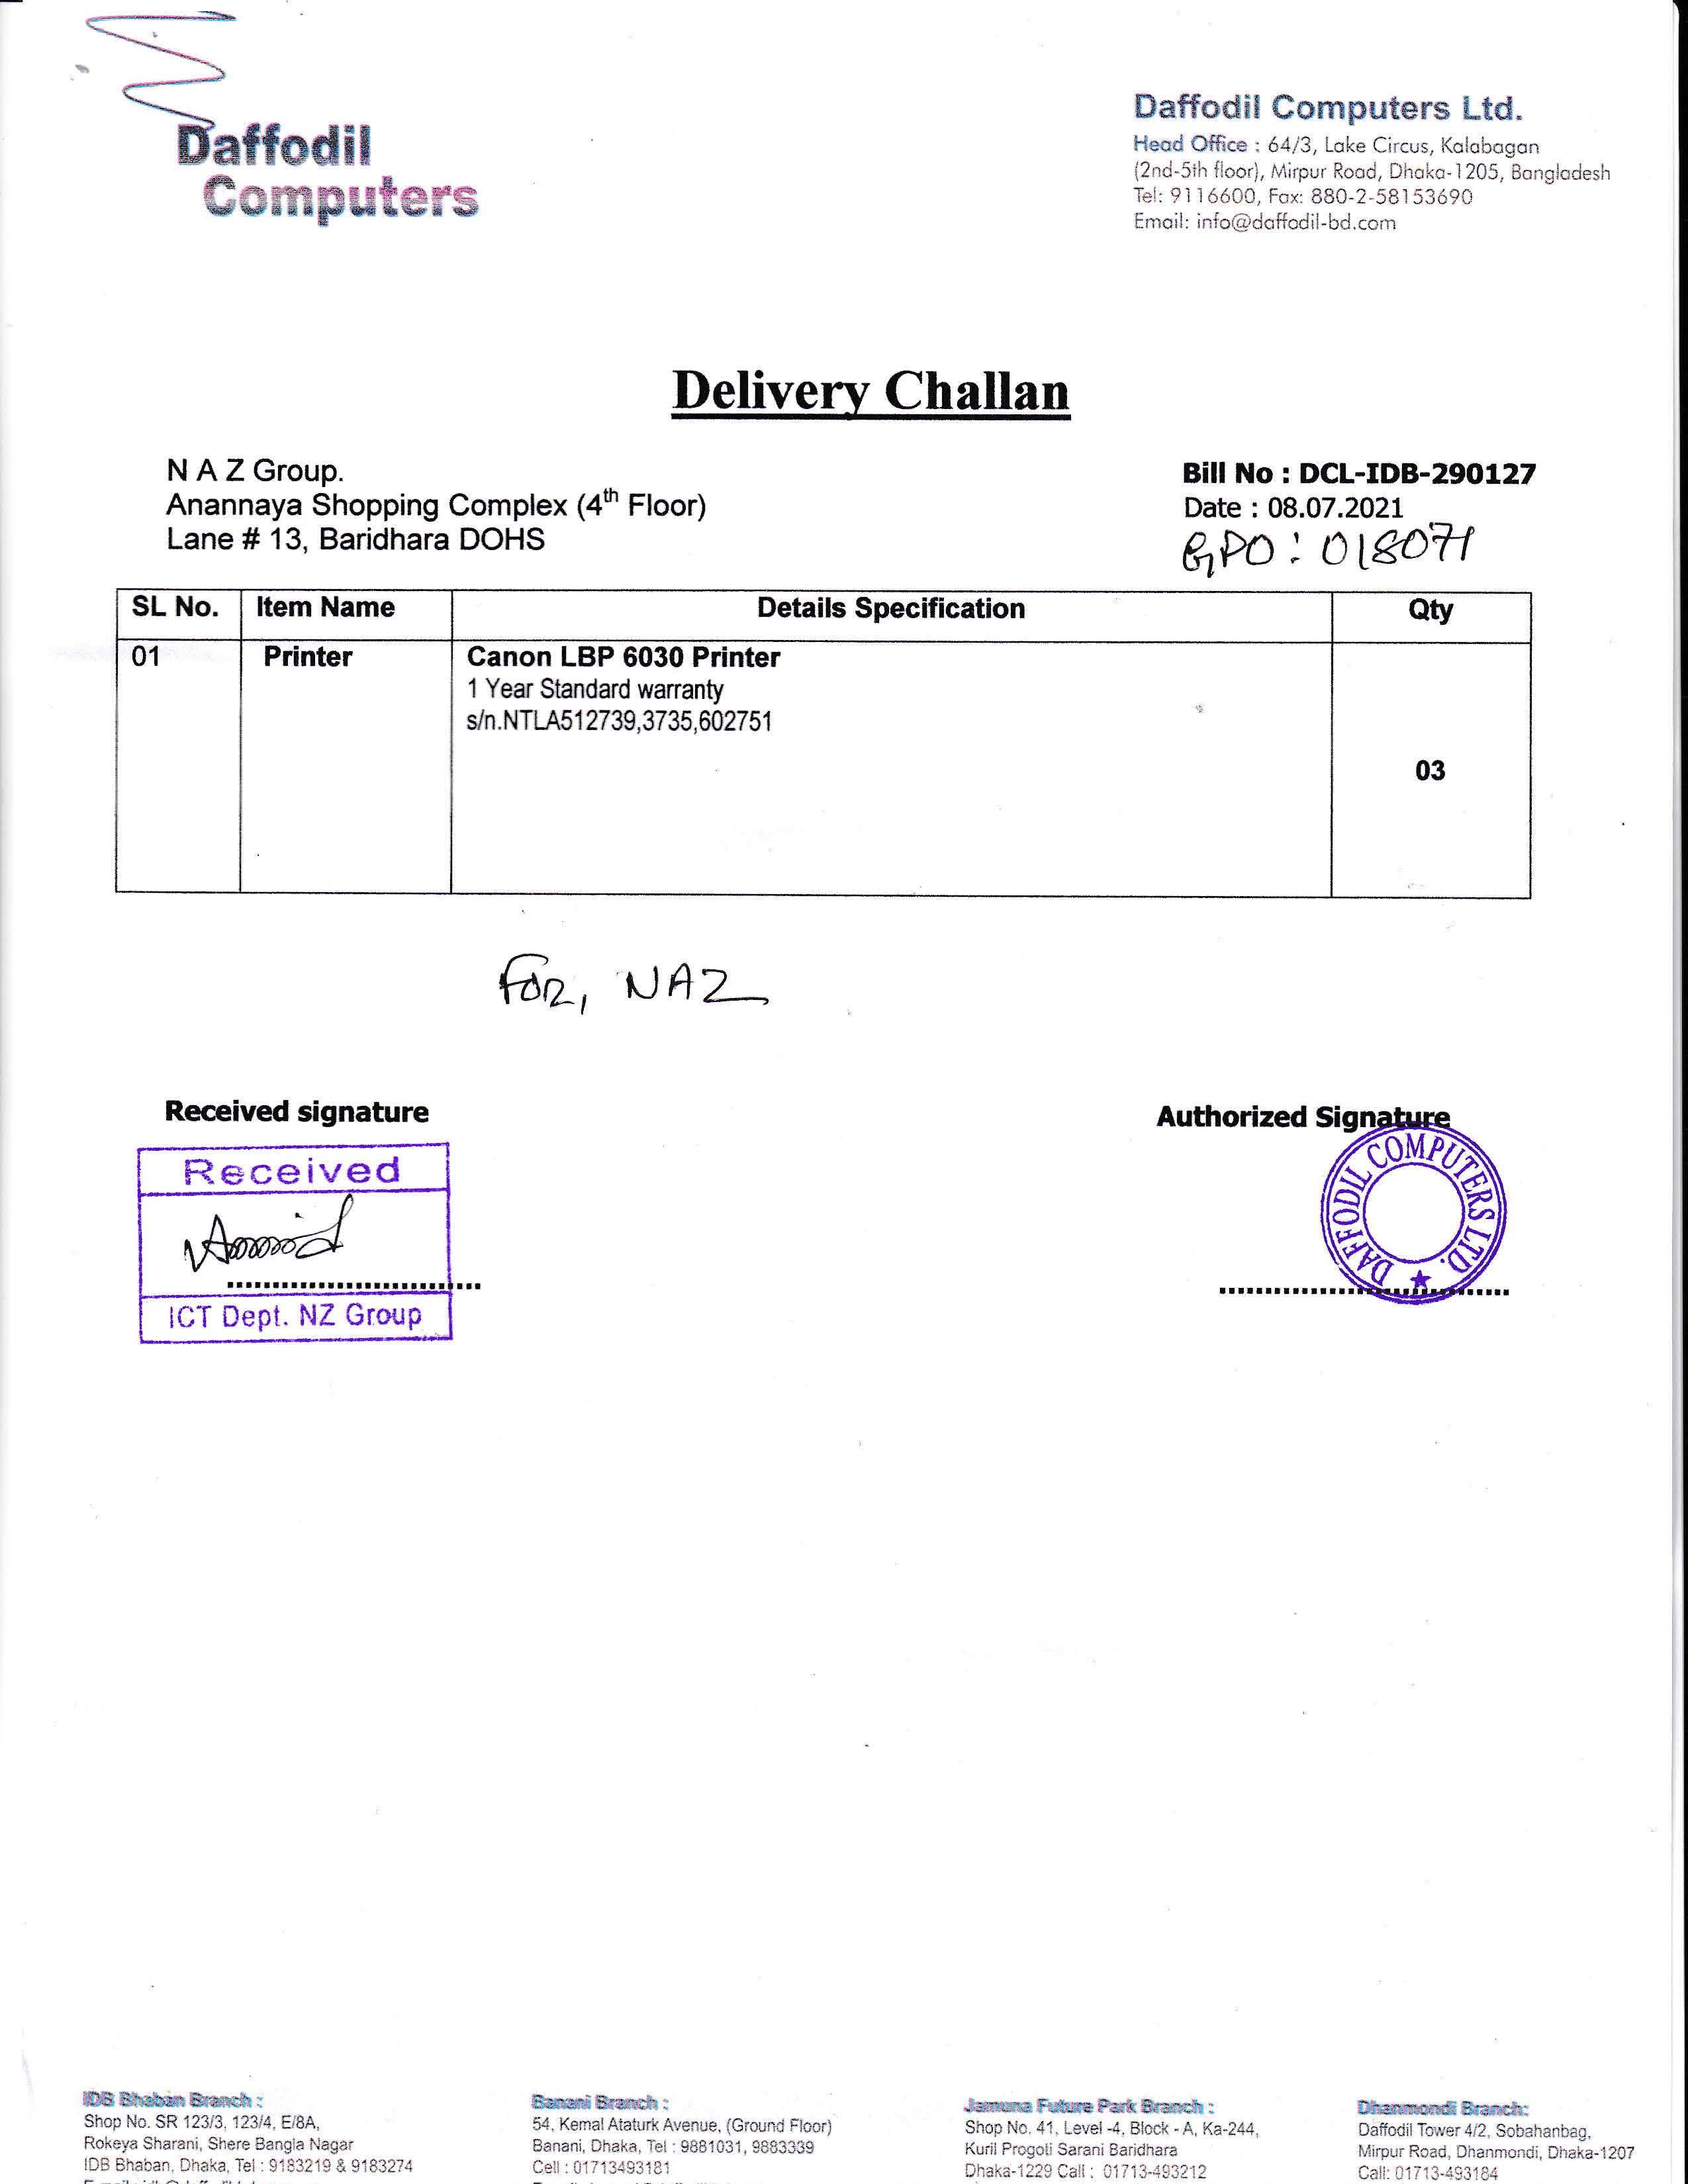 Daffodil
Computers
Daffodil Computers Ltd.
Head Office : 64/3, Lake Circus, Kalabagan
(2nd-5th floor), Mirpur Road, Dhaka-1205, Bangladesh
Tel: 9116600, Fax: 880-2-58153690
Email: info@daffodil-bd.com
Delivery Challan
N A Z Group.
Anannaya Shopping Complex (4th Floor)
Lane # 13, Baridhara DOHS
Bill No : DCL-IDB-290127
Date : 08.07.2021
GPO : 018071
SL No. Item Name Details Specification Qty
01 Printer Canon LBP 6030 Printer
1 Year Standard warranty
s/n.NTLA512739,3735,602751
03
For, NAZ
Received signature
Authorized Signature
Received
ICT Dept. NZ Group
DAFFODIL COMPUTERS LTD.
IDB Bhaban Branch :
Shop No. SR 123/3, 123/4, E/8A,
Rokeya Sharani, Shere Bangla Nagar
IDB Bhaban, Dhaka, Tel : 9183219 & 9183274
Banani Branch :
54, Kemal Ataturk Avenue, (Ground Floor)
Banani, Dhaka, Tel : 9881031, 9883339
Cell : 01713493181
Jamuna Future Park Branch :
Shop No. 41, Level -4, Block - A, Ka-244,
Kuril Progoti Sarani Baridhara
Dhaka-1229 Call : 01713-493212
Dhanmondi Branch:
Daffodil Tower 4/2, Sobahanbag,
Mirpur Road, Dhanmondi, Dhaka-1207
Call: 01713-493184